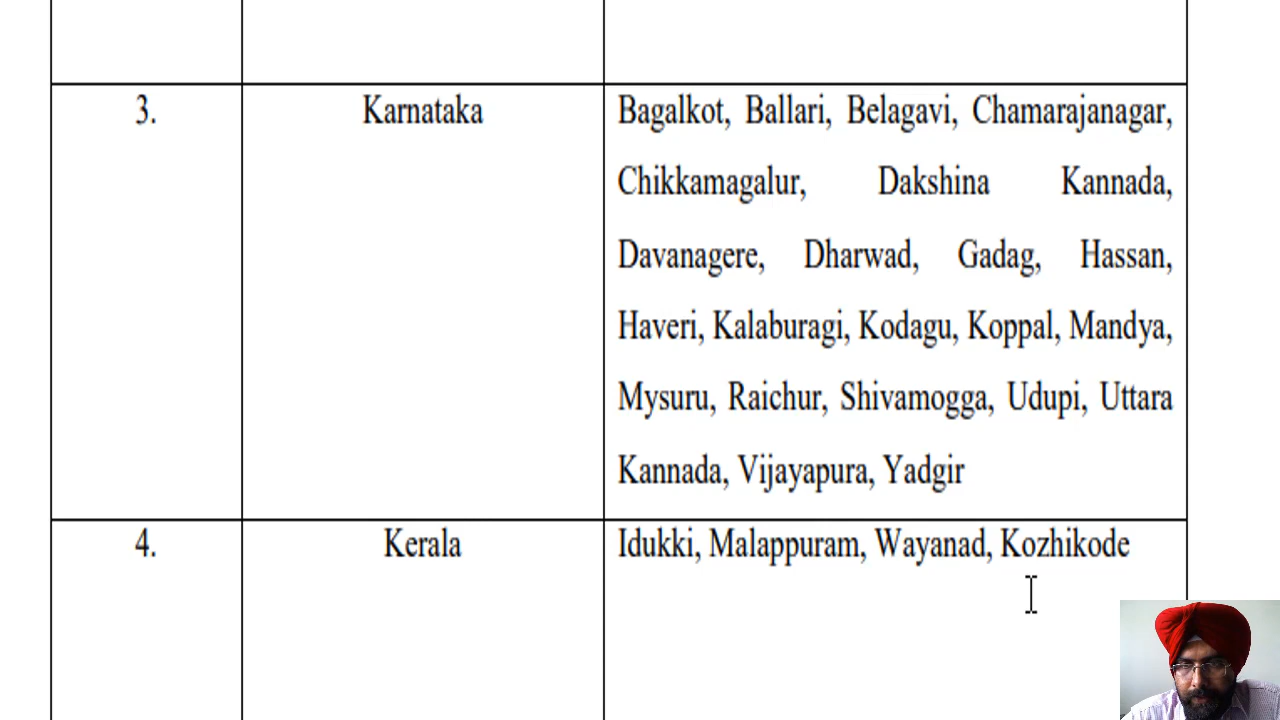 3.
Karnataka
Bagalkot, Ballari, Belagavi, Chamarajanagar,
Chikkamagalur, Dakshina Kannada,
Davanagere, Dharwad, Gadag, Hassan,
Haveri, Kalaburagi, Kodagu, Koppal, Mandya,
Mysuru, Raichur, Shivamogga, Udupi, Uttara
Kannada, Vijayapura, Yadgir
4.
Kerala
Idukki, Malappuram, Wayanad, Kozhikode